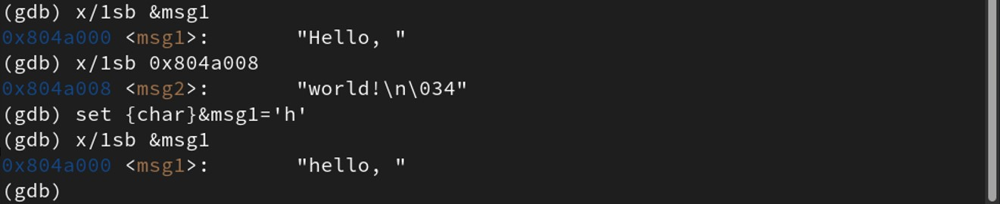 (gdb) x/1sb &msg1
0x804a000 <msg1>:	"Hello, "
(gdb) x/1sb 0x804a008
0x804a008 <msg2>:	"world!\n\034"
(gdb) set {char}&msg1='h'
(gdb) x/1sb &msg1
0x804a000 <msg1>:	"hello, "
(gdb)